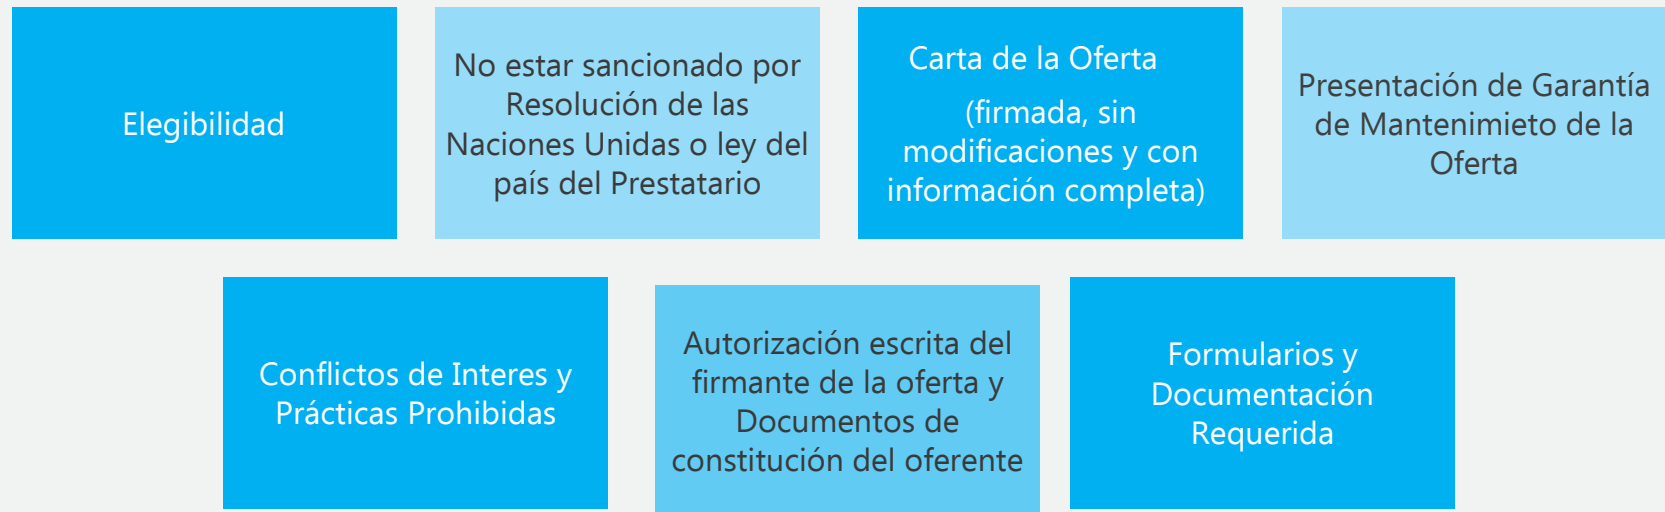 Elegibilidad
No estar sancionado por
Resolución de las
Naciones Unidas o ley del
país del Prestatario
Carta de la Oferta
(firmada, sin
modificaciones y con
información completa)
Presentación de Garantía
de Mantenimieto de la
Oferta
Conflictos de Interes y
Prácticas Prohibidas
Autorización escrita del
firmante de la oferta y
Documentos de
constitución del oferente
Formularios y
Documentación
Requerida